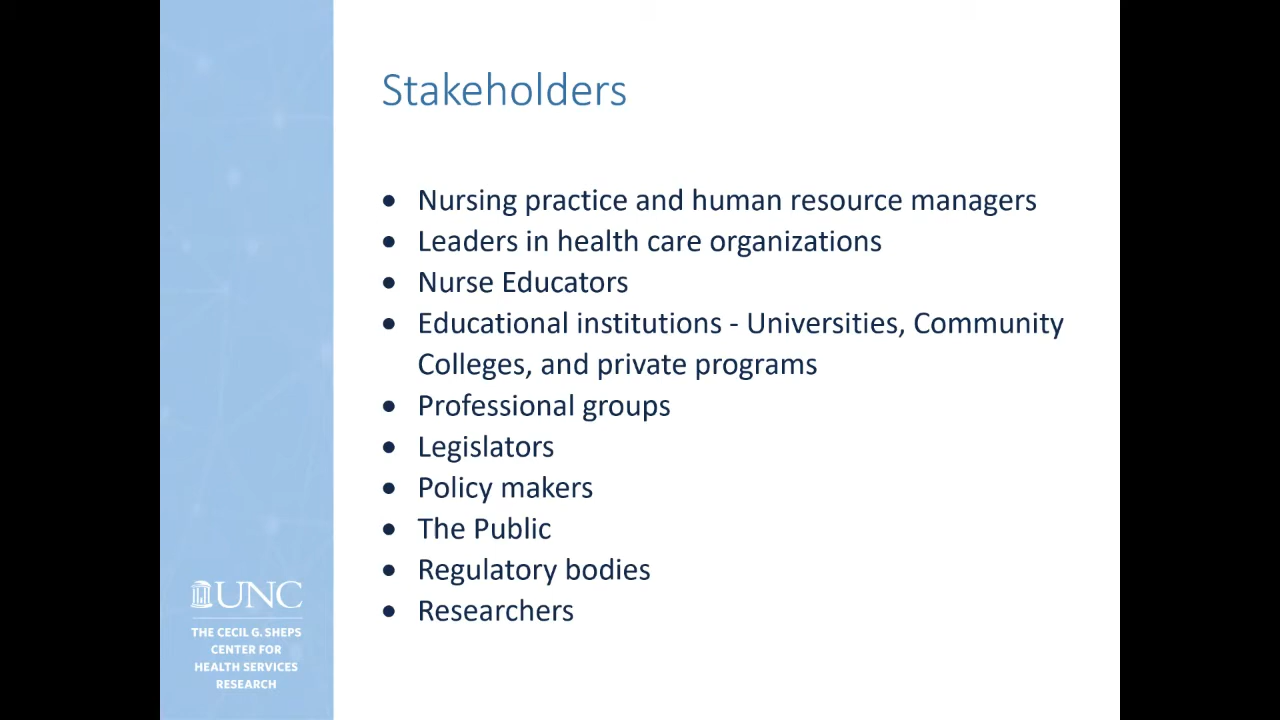 Stakeholders
• Nursing practice and human resource managers
• Leaders in health care organizations
• Nurse Educators
• Educational institutions - Universities, Community
Colleges, and private programs
• Professional groups
• Legislators
• Policy makers
• The Public
• Regulatory bodies
• Researchers
UNC
THE CECIL G. SHEPS
CENTER FOR
HEALTH SERVICES
RESEARCH